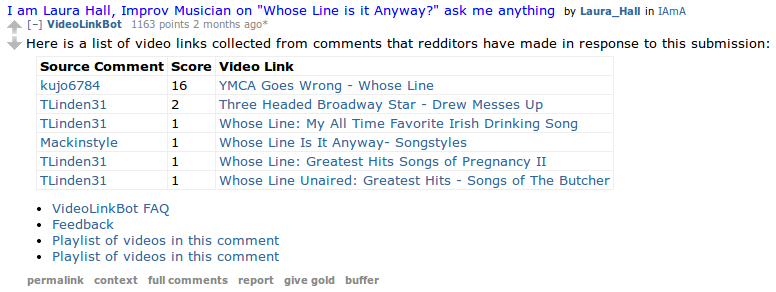 I am Laura Hall, Improv Musician on "Whose Line is it Anyway?" ask me anything by Laura_Hall in IAmA
[–] VideoLinkBot 1163 points 2 months ago*
Here is a list of video links collected from comments that redditors have made in response to this submission:
Source Comment Score Video Link
kujo6784 16 YMCA Goes Wrong - Whose Line
TLinden31 2 Three Headed Broadway Star - Drew Messes Up
TLinden31 1 Whose Line: My All Time Favorite Irish Drinking Song
Mackinstyle 1 Whose Line Is It Anyway- Songstyles
TLinden31 1 Whose Line: Greatest Hits Songs of Pregnancy II
TLinden31 1 Whose Line Unaired: Greatest Hits - Songs of The Butcher
• VideoLinkBot FAQ
• Feedback
• Playlist of videos in this comment
• Playlist of videos in this comment
permalink context full comments report give gold buffer